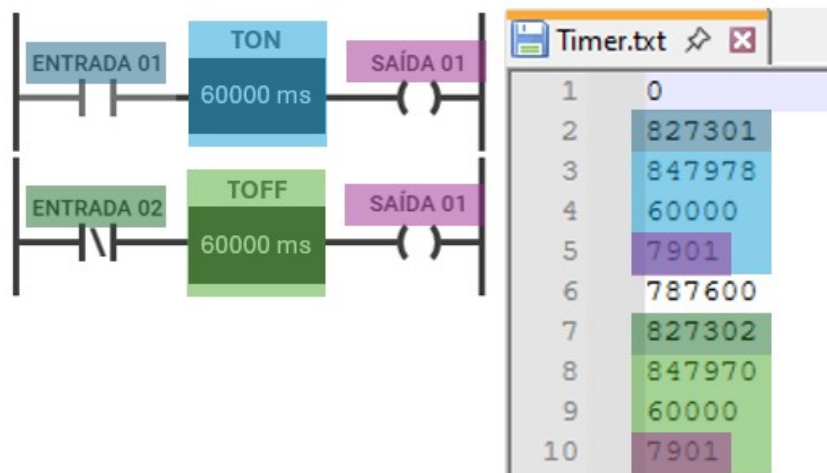 TON
ENTRADA 01
60000 ms
SAÍDA 01
TOFF
ENTRADA 02
60000 ms
SAÍDA 01
Timer.txt
1 0
2 827301
3 847978
4 60000
5 7901
6 787600
7 827302
8 847970
9 60000
10 7901